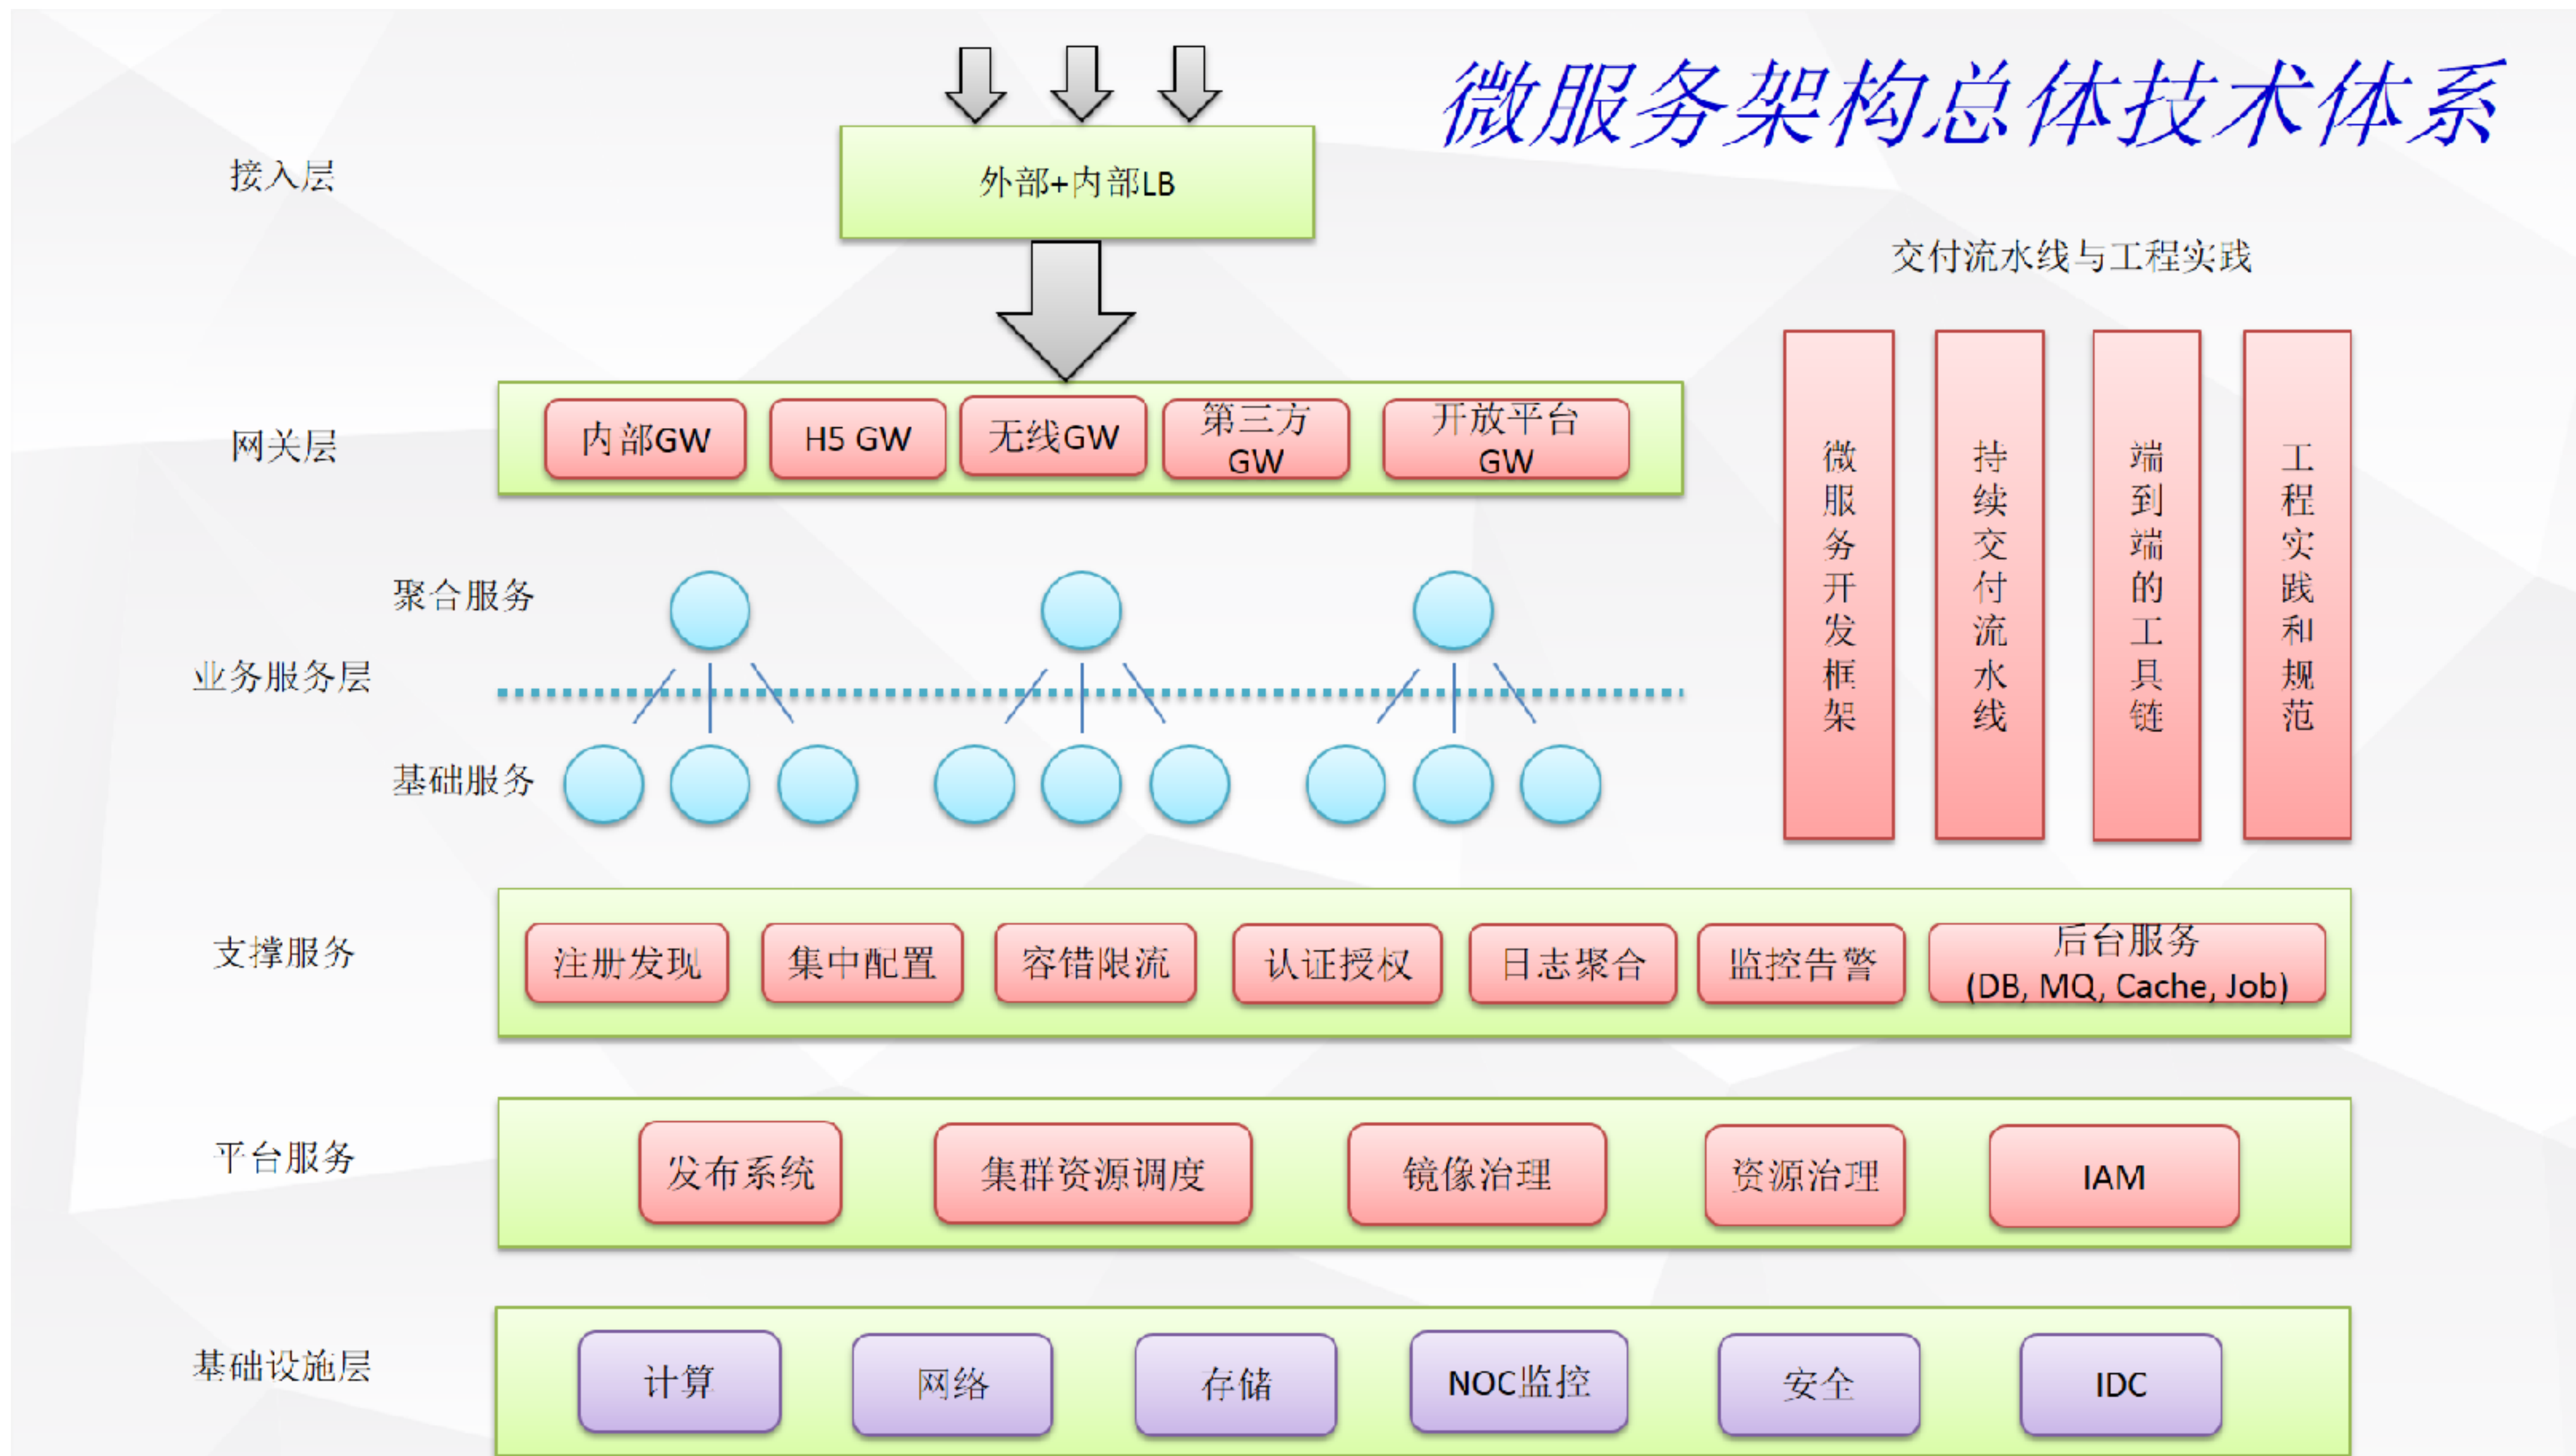 微服务架构总体技术体系
接入层
外部+内部LB
交付流水线与工程实践
网关层
内部GW
H5 GW
无线GW
第三方
GW
开放平台
GW
微服务开发框架
持续交付流水线
端到端的工具链
工程实践和规范
聚合服务
业务服务层
基础服务
支撑服务
注册发现
集中配置
容错限流
认证授权
日志聚合
监控告警
后台服务
(DB, MQ, Cache, Job)
平台服务
发布系统
集群资源调度
镜像治理
资源治理
IAM
基础设施层
计算
网络
存储
NOC监控
安全
IDC